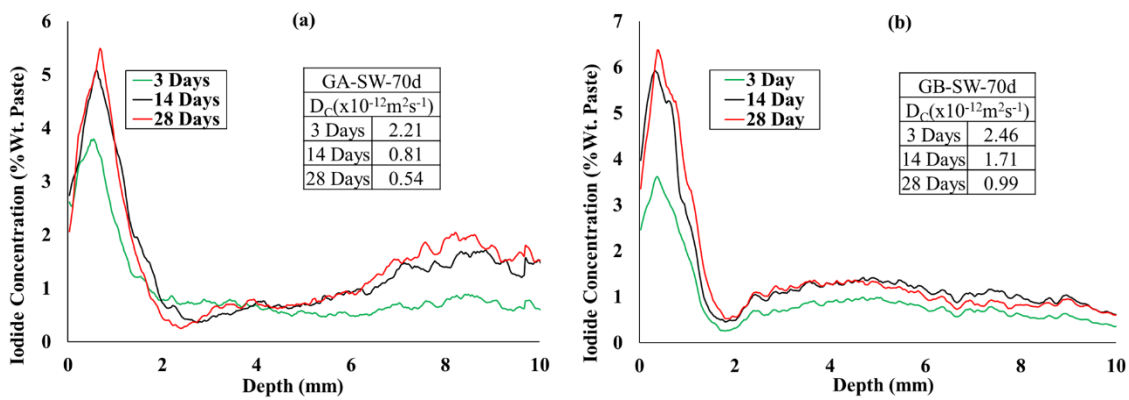 (a)
Iodide Concentration (%Wt. Paste)
6
5
4
3
2
1
0
3 Days
14 Days
28 Days
GA-SW-70d
D_C(x10⁻¹²m²s⁻¹)
3 Days 2.21
14 Days 0.81
28 Days 0.54
0 2 4 6 8 10
Depth (mm)
(b)
Iodide Concentration (%Wt. Paste)
7
6
5
4
3
2
1
0
3 Day
14 Day
28 Day
GB-SW-70d
D_C(x10⁻¹²m²s⁻¹)
3 Days 2.46
14 Days 1.71
28 Days 0.99
0 2 4 6 8 10
Depth (mm)